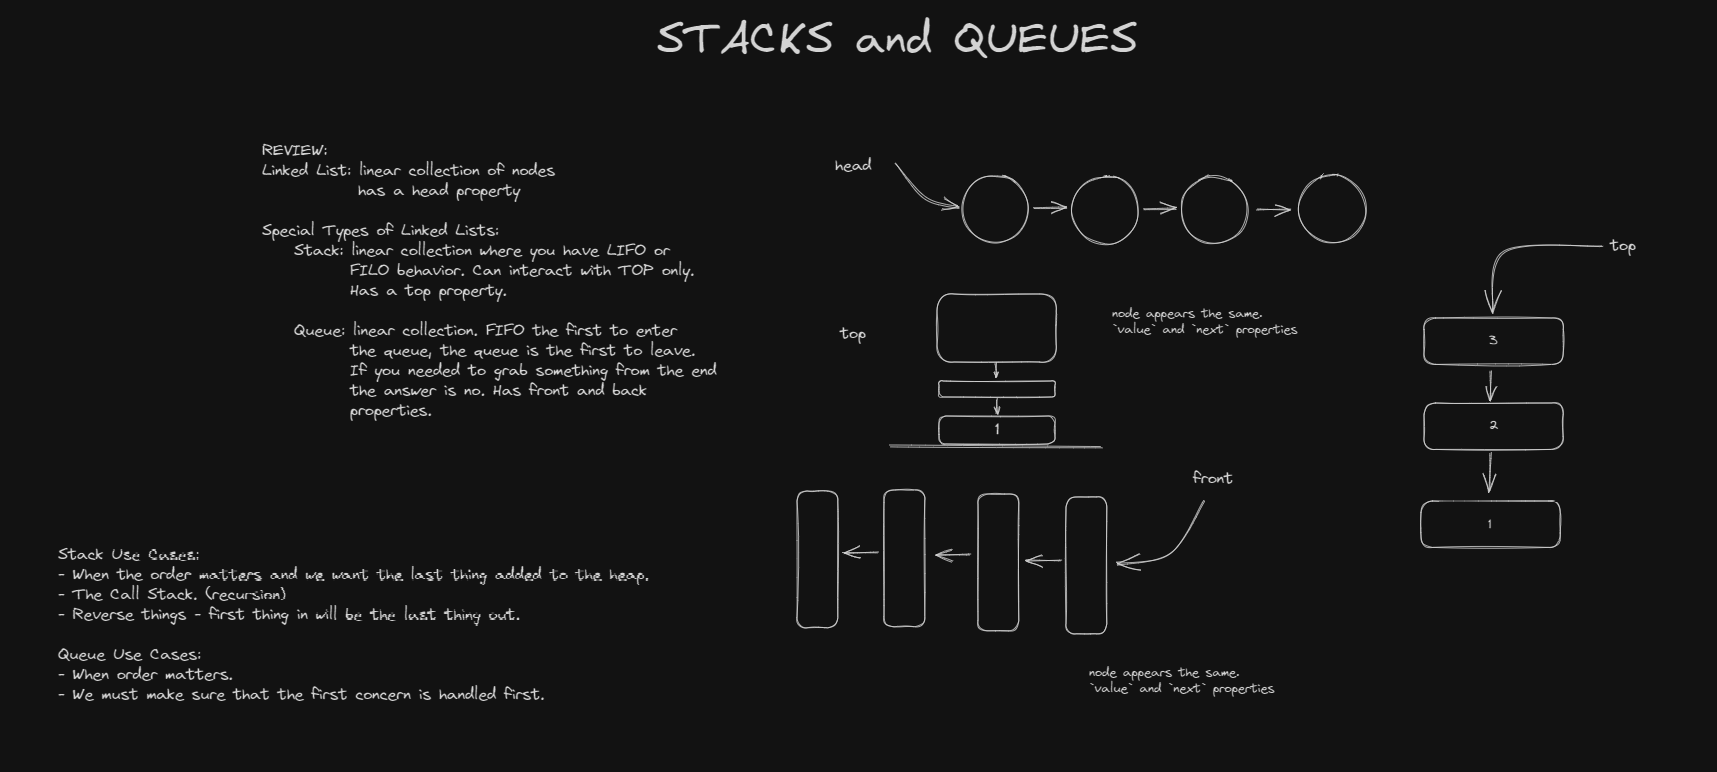 STACKS and QUEUES
REVIEW:
Linked List: linear collection of nodes
has a head property
Special Types of Linked Lists:
Stack: linear collection where you have LIFO or
FILO behavior. Can interact with TOP only.
Has a top property.
Queue: linear collection. FIFO the first to enter
the queue, the queue is the first to leave.
If you needed to grab something from the end
the answer is no. Has front and back
properties.
Stack Use Cases:
- When the order matters and we want the last thing added to the heap.
- The Call Stack. (recursion)
- Reverse things - first thing in will be the last thing out.
Queue Use Cases:
- When order matters.
- We must make sure that the first concern is handled first.
head
top
node appears the same.
`value` and `next` properties
1
front
node appears the same.
`value` and `next` properties
top
3
2
1